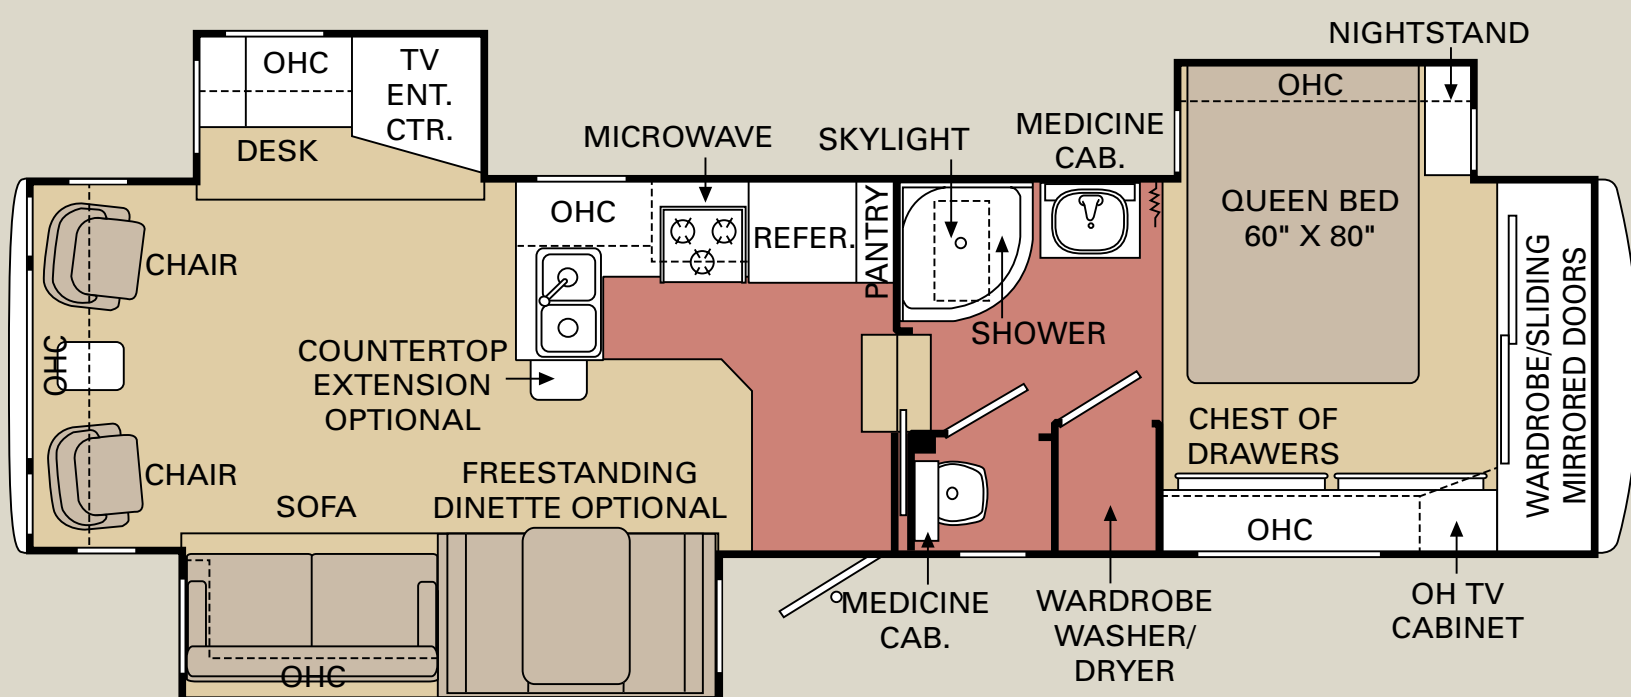 NIGHTSTAND
OHC
TV
ENT.
CTR.
OHC
DESK
MICROWAVE
SKYLIGHT
MEDICINE
CAB.
OHC
REFER.
PANTRY
QUEEN BED
60" X 80"
CHAIR
OHC
COUNTERTOP
EXTENSION
OPTIONAL
SHOWER
WARDROBE/SLIDING
MIRRORED DOORS
CHAIR
SOFA
FREESTANDING
DINETTE OPTIONAL
CHEST OF
DRAWERS
OHC
OHC
MEDICINE
CAB.
WARDROBE
WASHER/
DRYER
OH TV
CABINET